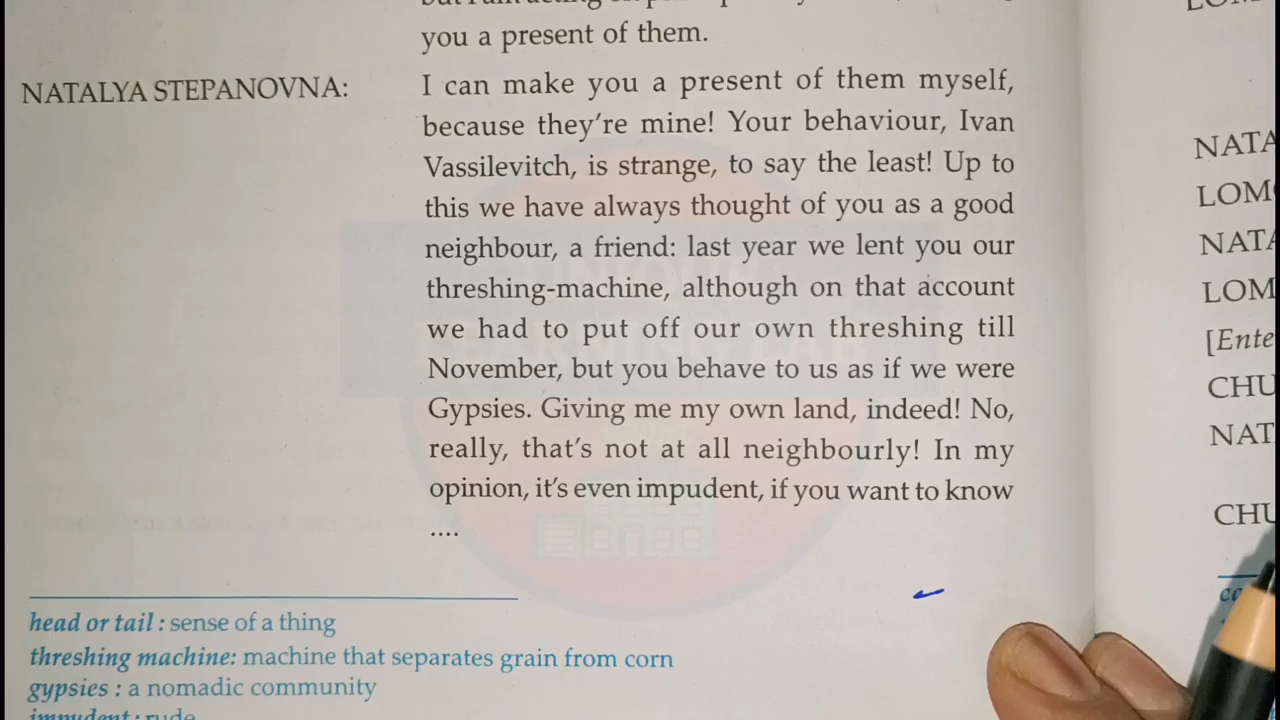 you a present of them.
NATALYA STEPANOVNA: I can make you a present of them myself,
because they're mine! Your behaviour, Ivan
Vassilevitch, is strange, to say the least! Up to
this we have always thought of you as a good
neighbour, a friend: last year we lent you our
threshing-machine, although on that account
we had to put off our own threshing till
November, but you behave to us as if we were
Gypsies. Giving me my own land, indeed! No,
really, that's not at all neighbourly! In my
opinion, it's even impudent, if you want to know
....
head or tail : sense of a thing
threshing machine: machine that separates grain from corn
gypsies : a nomadic community
impudent : rude
NATA
LOM
NATA
LOM
[Ente
CHU
NAT
CHU